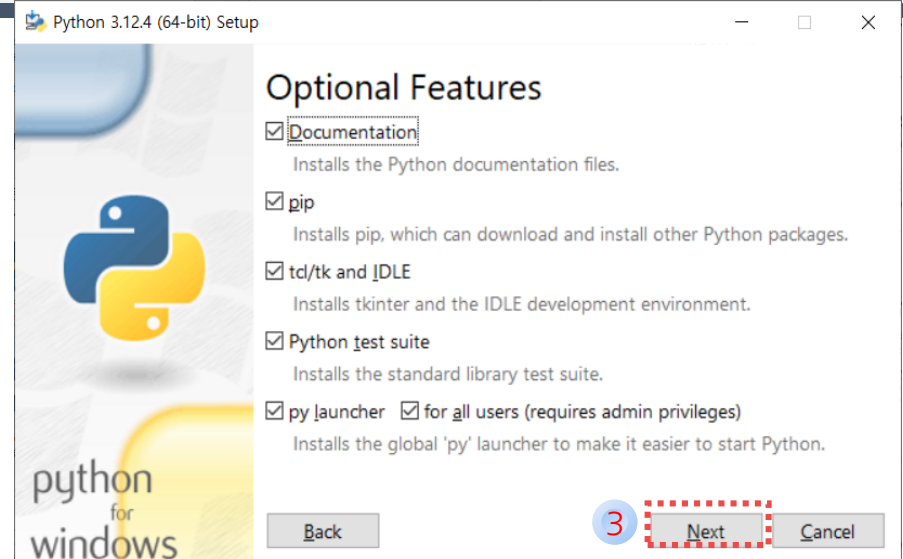 Python 3.12.4 (64-bit) Setup
Optional Features
Documentation
Installs the Python documentation files.
pip
Installs pip, which can download and install other Python packages.
tcl/tk and IDLE
Installs tkinter and the IDLE development environment.
Python test suite
Installs the standard library test suite.
py launcher for all users (requires admin privileges)
Installs the global 'py' launcher to make it easier to start Python.
python
for
windows
Back 3 Next Cancel